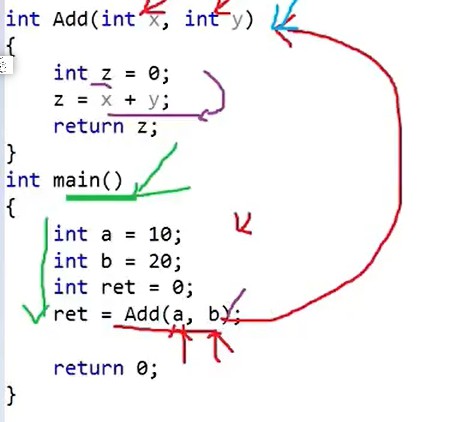 int Add(int x, int y)
{
    int z = 0;
    z = x + y;
    return z;
}
int main()
{
    int a = 10;
    int b = 20;
    int ret = 0;
    ret = Add(a, b);
    return 0;
}